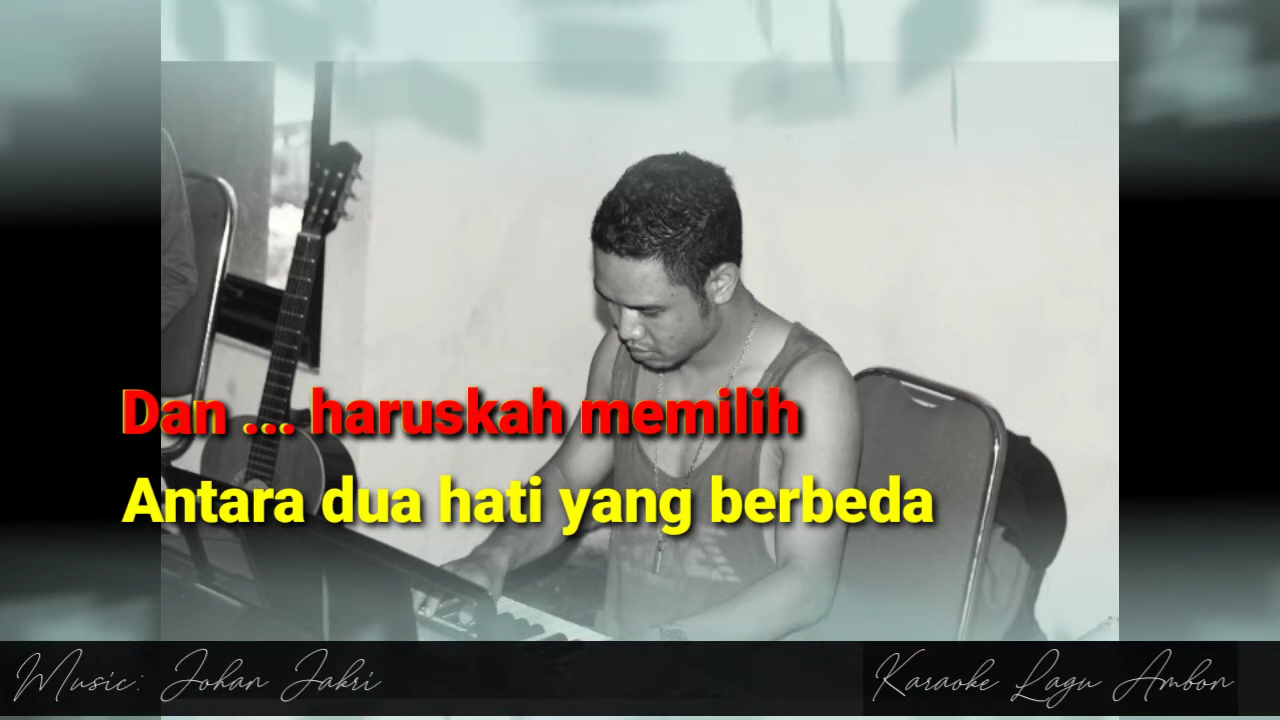 Dan ... haruskah memilih
Antara dua hati yang berbeda
Music: Johan Jakri
Karaoke Lagu Ambon